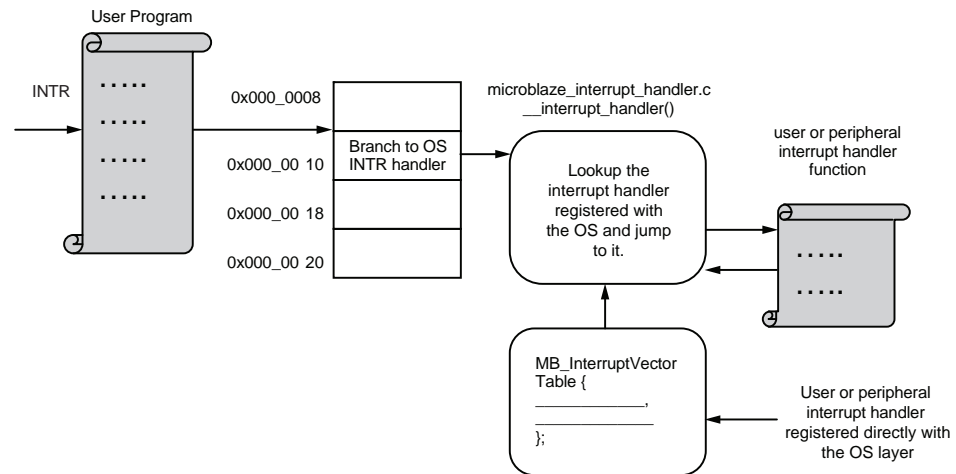 User Program
INTR
.....
.....
.....
.....
0x000_0008
0x000_00 10
0x000_00 18
0x000_00 20
Branch to OS
INTR handler
microblaze_interrupt_handler.c
__interrupt_handler()
Lookup the
interrupt handler
registered with
the OS and jump
to it.
user or peripheral
interrupt handler
function
.....
.....
MB_InterruptVector
Table {
_____________,
______________
};
User or peripheral
interrupt handler
registered directly with
the OS layer